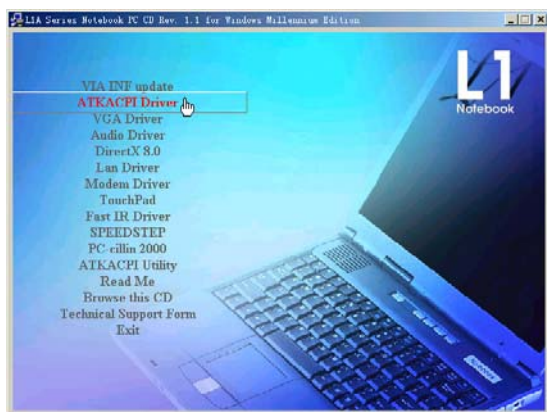 L1A Series Notebook PC CD Rev. 1.1 for Windows Millennium Edition
L1
Notebook
VIA INF update
ATKACPI Driver
VGA Driver
Audio Driver
DirectX 8.0
Lan Driver
Modem Driver
TouchPad
Fast IR Driver
SPEEDSTEP
PC-cillin 2000
ATKACPI Utility
Read Me
Browse this CD
Technical Support Form
Exit